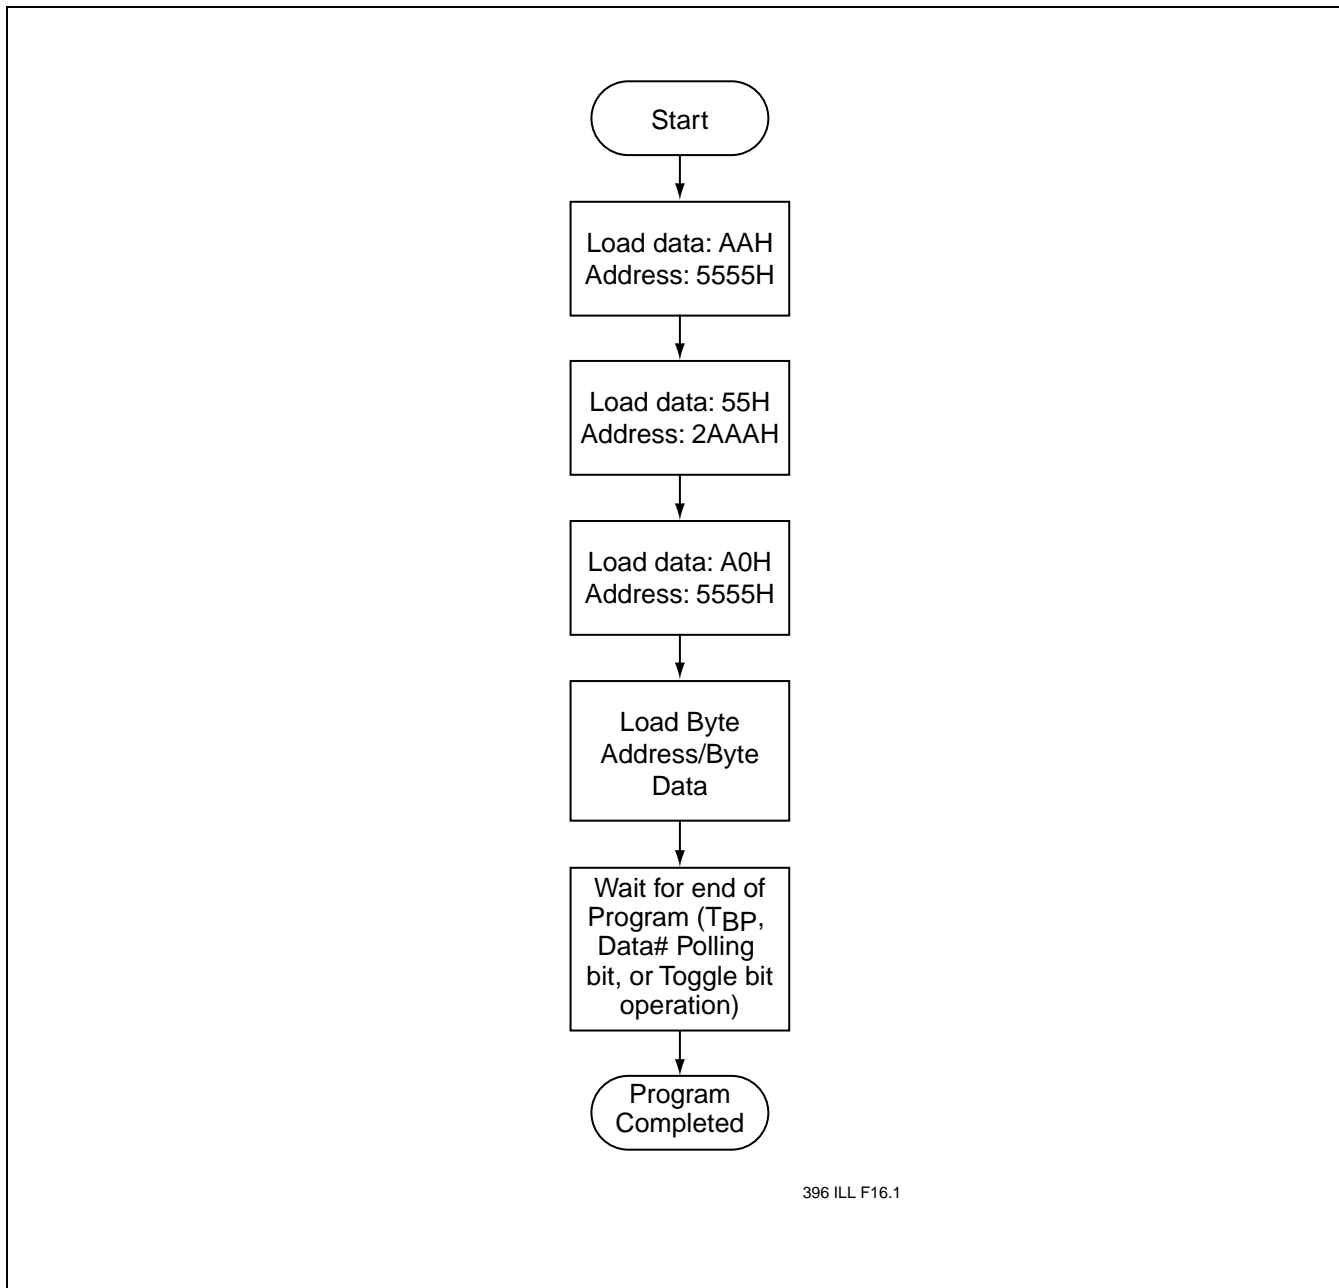 Start
Load data: AAH
Address: 5555H
Load data: 55H
Address: 2AAAH
Load data: A0H
Address: 5555H
Load Byte
Address/Byte
Data
Wait for end of
Program (TBP,
Data# Polling
bit, or Toggle bit
operation)
Program
Completed
396 ILL F16.1